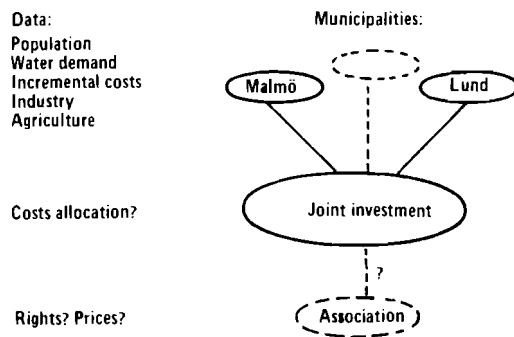 Data:
Population
Water demand
Incremental costs
Industry
Agriculture
Municipalities:
Malmö
Lund
Costs allocation?
Joint investment
?
Rights? Prices?
Association